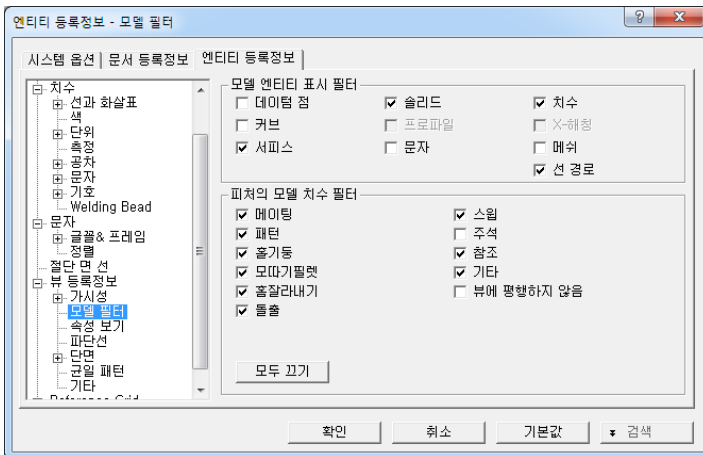 엔티티 등록정보 - 모델 필터
시스템 옵션 문서 등록정보 엔티티 등록정보
치수
선과 화살표
색
단위
측정
공차
문자
기호
Welding Bead
문자
글꼴& 프레임
정렬
절단 면 선
뷰 등록정보
가시성
모델 필터
속성 보기
파단선
단면
균일 패턴
기타
Reference Grid
모델 엔티티 표시 필터
데이텀 점 솔리드 치수
커브 프로파일 X-해칭
서피스 문자 메쉬
선 경로
피처의 모델 치수 필터
메이팅 스윕
패턴 주석
홀기둥 참조
모따기필렛 기타
홈잘라내기 뷰에 평행하지 않음
돌출
모두 끄기
확인 취소 기본값 검색